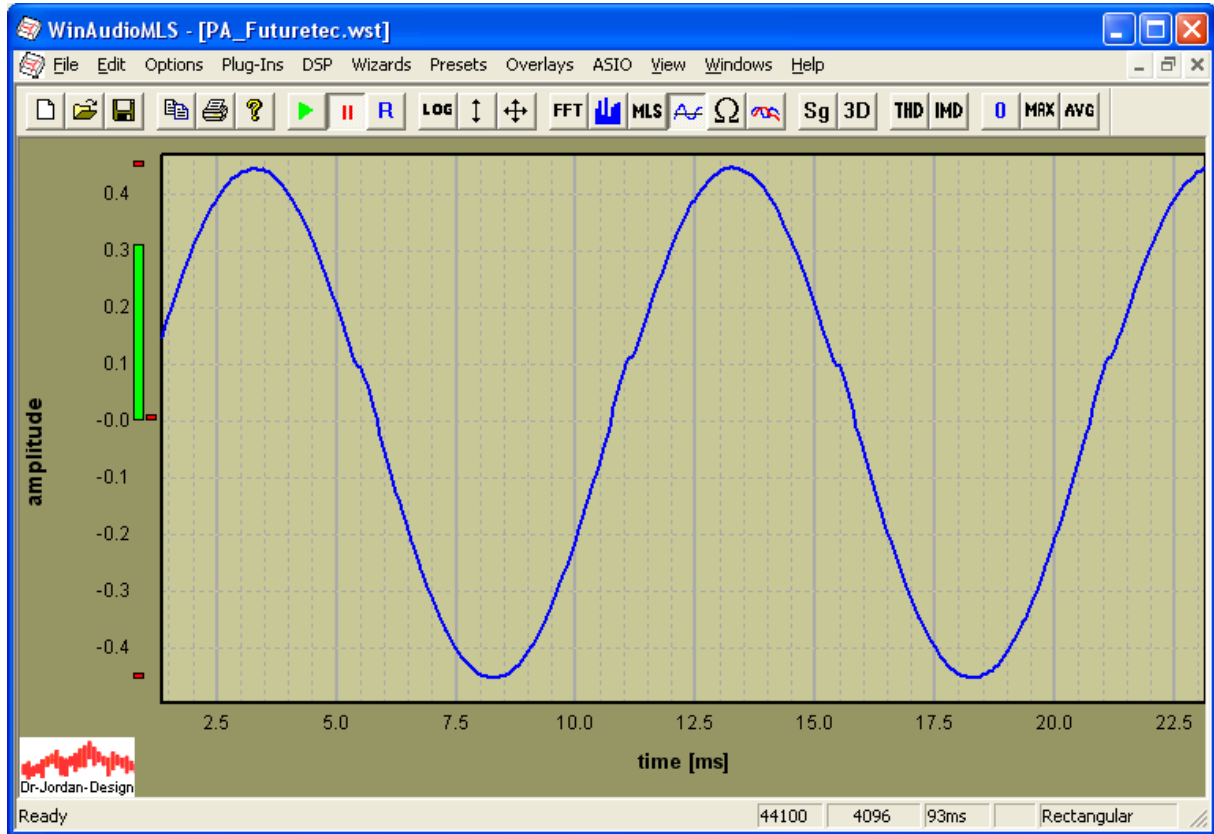 WinAudioMLS - [PA_Futuretec.wst]
File Edit Options Plug-Ins DSP Wizards Presets Overlays ASIO View Windows Help
R LOG FFT MLS Ω Sg 3D THD IMD 0 MAX AVG
0.4
0.3
0.2
0.1
-0.0
-0.1
-0.2
-0.3
-0.4
amplitude
2.5 5.0 7.5 10.0 12.5 15.0 17.5 20.0 22.5
time [ms]
Dr-Jordan-Design
Ready 44100 4096 93ms Rectangular